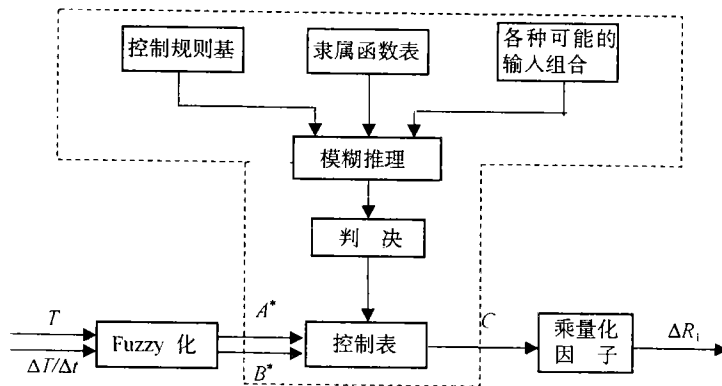 控制规则基
隶属函数表
各种可能的
输入组合
模糊推理
判 决
T
ΔT/Δt
Fuzzy 化
A*
B*
控制表
C
乘量化
因 子
ΔRi